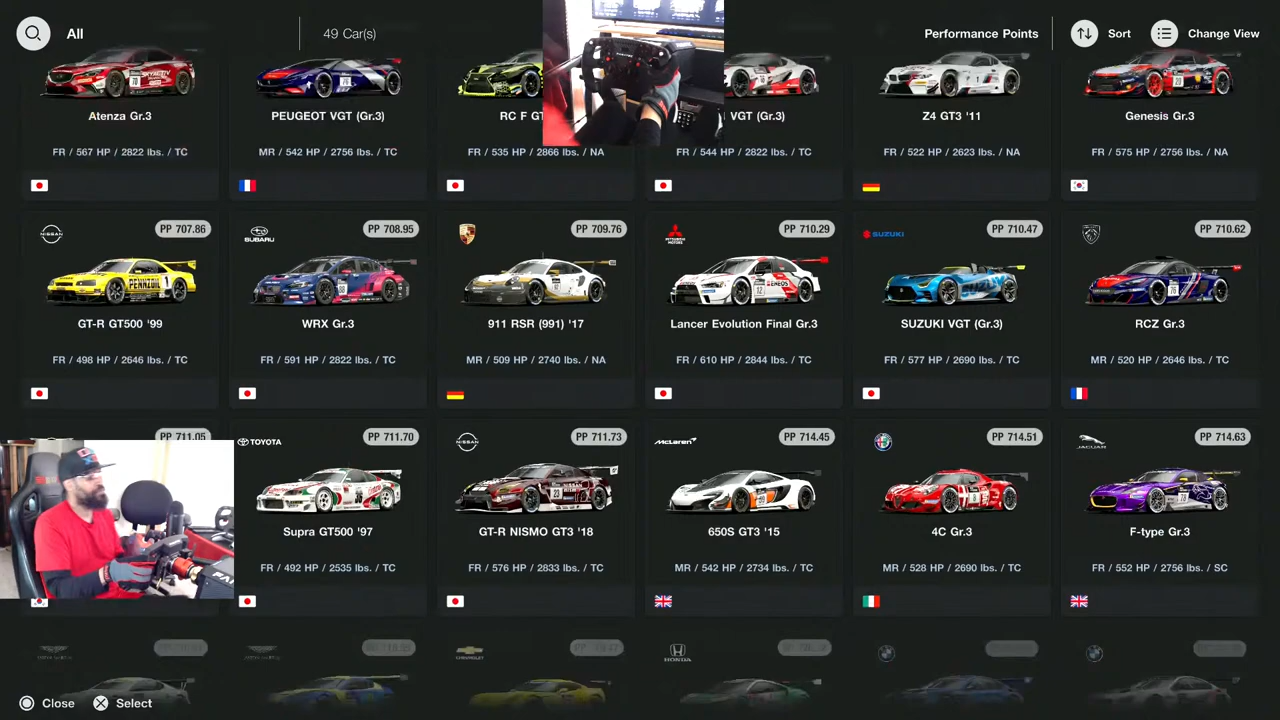 All
49 Car(s)
Performance Points
Sort
Change View
Atenza Gr.3
FR / 567 HP / 2822 lbs. / TC
PEUGEOT VGT (Gr.3)
MR / 542 HP / 2756 lbs. / TC
RC F GT
FR / 535 HP / 2866 lbs. / NA
VGT (Gr.3)
FR / 544 HP / 2822 lbs. / TC
Z4 GT3 '11
FR / 522 HP / 2623 lbs. / NA
Genesis Gr.3
FR / 575 HP / 2756 lbs. / NA
NISSAN
PP 707.86
GT-R GT500 '99
FR / 498 HP / 2646 lbs. / TC
SUBARU
PP 708.95
WRX Gr.3
FR / 591 HP / 2822 lbs. / TC
PP 709.76
911 RSR (991) '17
MR / 509 HP / 2740 lbs. / NA
MITSUBISHI
MOTORS
PP 710.29
Lancer Evolution Final Gr.3
FR / 610 HP / 2844 lbs. / TC
SUZUKI
PP 710.47
SUZUKI VGT (Gr.3)
FR / 577 HP / 2690 lbs. / TC
PP 710.62
RCZ Gr.3
MR / 520 HP / 2646 lbs. / TC
PP 711.05
TOYOTA
PP 711.70
Supra GT500 '97
FR / 492 HP / 2535 lbs. / TC
NISSAN
PP 711.73
GT-R NISMO GT3 '18
FR / 576 HP / 2833 lbs. / TC
McLaren
PP 714.45
650S GT3 '15
MR / 542 HP / 2734 lbs. / TC
PP 714.51
4C Gr.3
MR / 528 HP / 2690 lbs. / TC
JAGUAR
PP 714.63
F-type Gr.3
FR / 552 HP / 2756 lbs. / SC
CHEVROLET
HONDA
Close
Select